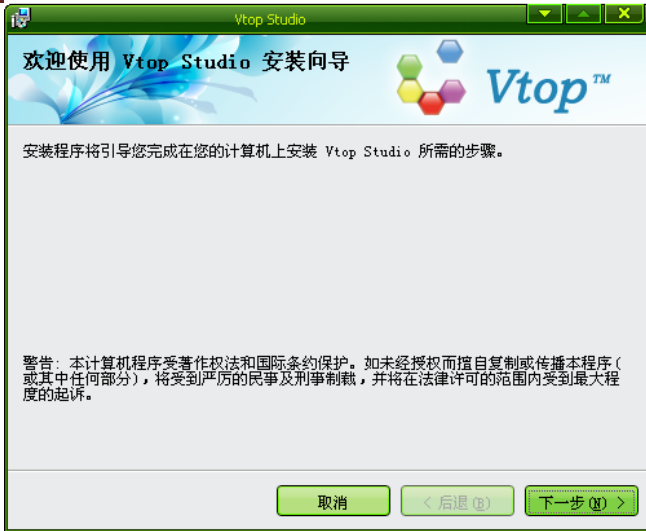 Vtop Studio
欢迎使用 Vtop Studio 安装向导
Vtop™
安装程序将引导您完成在您的计算机上安装 Vtop Studio 所需的步骤。
警告: 本计算机程序受著作权法和国际条约保护。如未经授权而擅自复制或传播本程序(
或其中任何部分), 将受到严厉的民事及刑事制裁, 并将在法律许可的范围内受到最大程
度的起诉。
取消
< 后退(B)
下一步(N) >